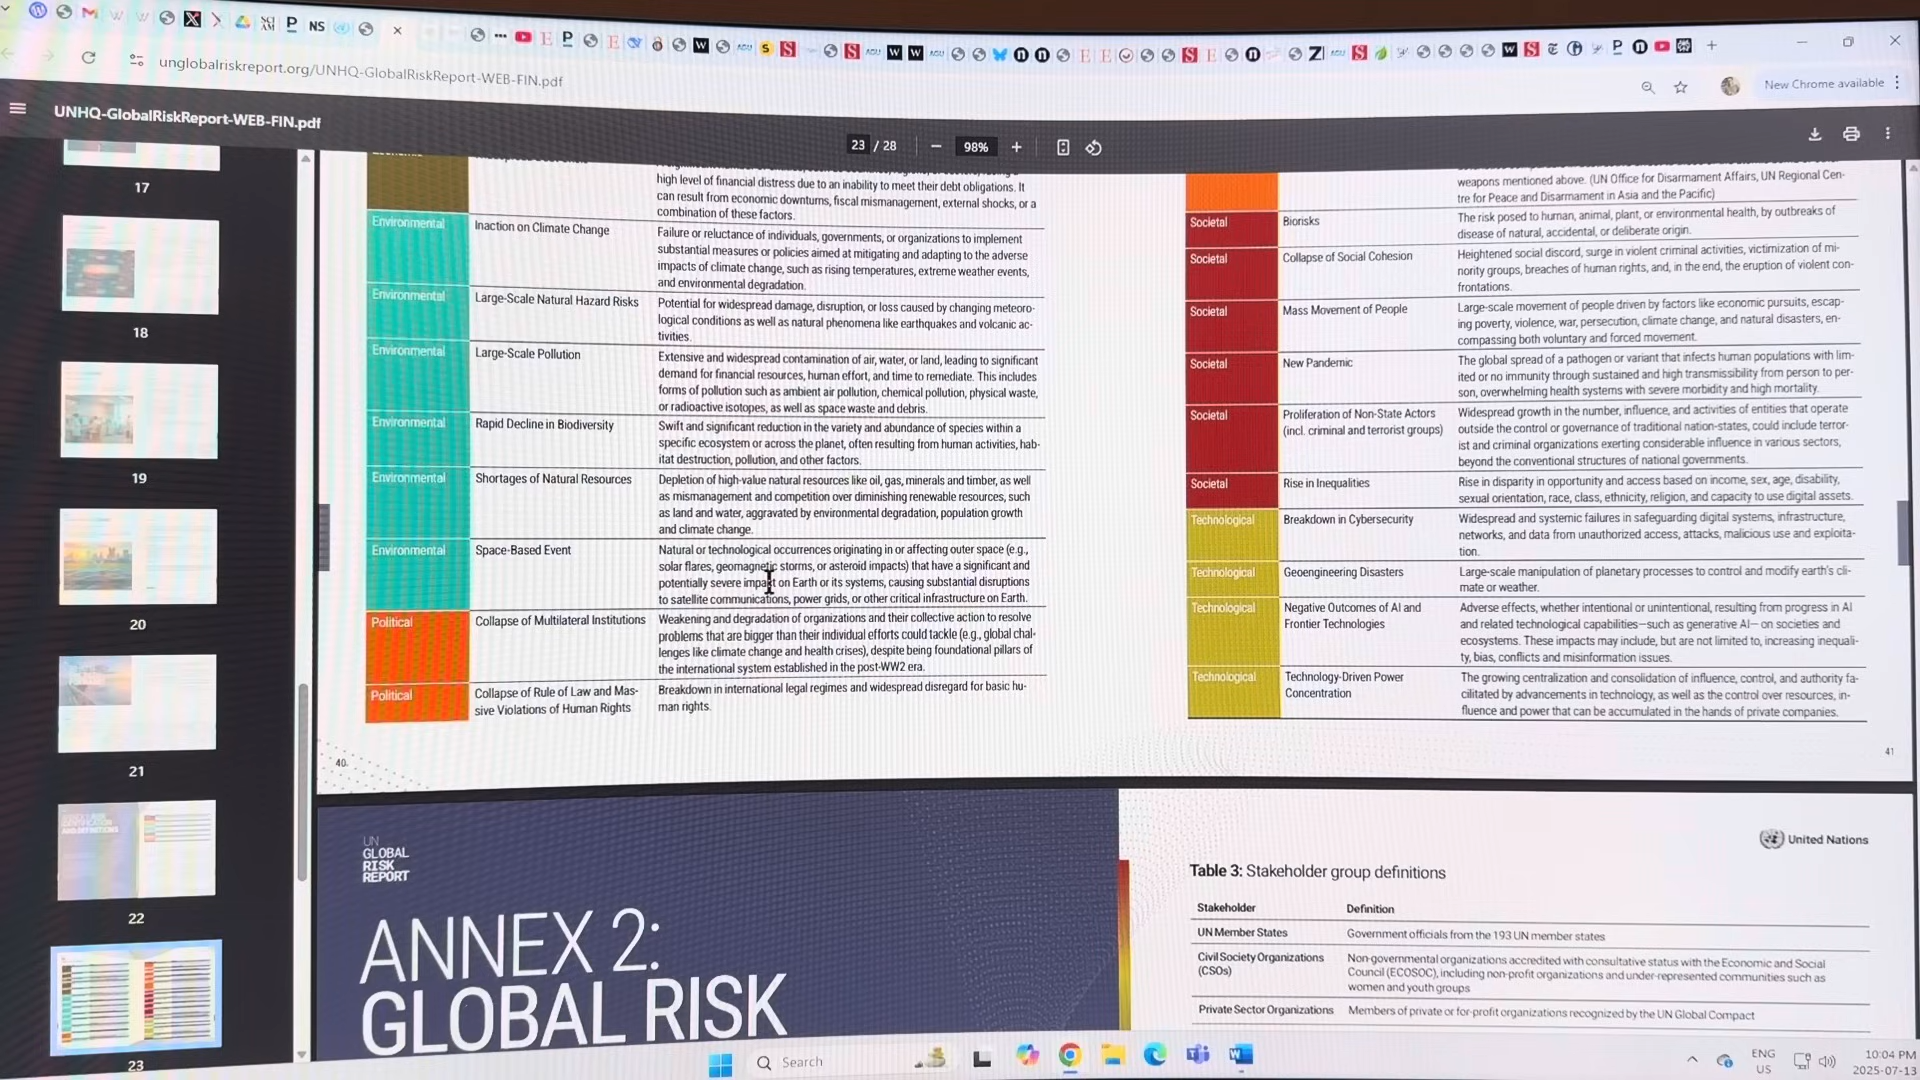 NS
unglobalriskreport.org/UNHQ-GlobalRiskReport-WEB-FIN.pdf
New Chrome available
UNHQ-GlobalRiskReport-WEB-FIN.pdf
23 / 28
98%
17
18
19
20
21
22
23
high level of financial distress due to an inability to meet their debt obligations. It
can result from economic downturns, fiscal mismanagement, external shocks, or a
combination of these factors.
Environmental
Inaction on Climate Change
Failure or reluctance of individuals, governments, or organizations to implement
substantial measures or policies aimed at mitigating and adapting to the adverse
impacts of climate change, such as rising temperatures, extreme weather events,
and environmental degradation.
Environmental
Large-Scale Natural Hazard Risks
Potential for widespread damage, disruption, or loss caused by changing meteoro-
logical conditions as well as natural phenomena like earthquakes and volcanic ac-
tivities.
Environmental
Large-Scale Pollution
Extensive and widespread contamination of air, water, or land, leading to significant
demand for financial resources, human effort, and time to remediate. This includes
forms of pollution such as ambient air pollution, chemical pollution, physical waste,
or radioactive isotopes, as well as space waste and debris.
Environmental
Rapid Decline in Biodiversity
Swift and significant reduction in the variety and abundance of species within a
specific ecosystem or across the planet, often resulting from human activities, hab-
itat destruction, pollution, and other factors.
Environmental
Shortages of Natural Resources
Depletion of high-value natural resources like oil, gas, minerals and timber, as well
as mismanagement and competition over diminishing renewable resources, such
as land and water, aggravated by environmental degradation, population growth
and climate change.
Environmental
Space-Based Event
Natural or technological occurrences originating in or affecting outer space (e.g.,
solar flares, geomagnetic storms, or asteroid impacts) that have a significant and
potentially severe impact on Earth or its systems, causing substantial disruptions
to satellite communications, power grids, or other critical infrastructure on Earth.
Political
Collapse of Multilateral Institutions
Weakening and degradation of organizations and their collective action to resolve
problems that are bigger than their individual efforts could tackle (e.g., global chal-
lenges like climate change and health crises), despite being foundational pillars of
the international system established in the post-WW2 era.
Political
Collapse of Rule of Law and Mas-
sive Violations of Human Rights
Breakdown in international legal regimes and widespread disregard for basic hu-
man rights.
40.
weapons mentioned above. (UN Office for Disarmament Affairs, UN Regional Cen-
tre for Peace and Disarmament in Asia and the Pacific)
Societal
Biorisks
The risk posed to human, animal, plant, or environmental health, by outbreaks of
disease of natural, accidental, or deliberate origin.
Societal
Collapse of Social Cohesion
Heightened social discord, surge in violent criminal activities, victimization of mi-
nority groups, breaches of human rights, and, in the end, the eruption of violent con-
frontations.
Societal
Mass Movement of People
Large-scale movement of people driven by factors like economic pursuits, escap-
ing poverty, violence, war, persecution, climate change, and natural disasters, en-
compassing both voluntary and forced movement.
Societal
New Pandemic
The global spread of a pathogen or variant that infects human populations with lim-
ited or no immunity through sustained and high transmissibility from person to per-
son, overwhelming health systems with severe morbidity and high mortality.
Societal
Proliferation of Non-State Actors
(incl. criminal and terrorist groups)
Widespread growth in the number, influence, and activities of entities that operate
outside the control or governance of traditional nation-states, could include terror-
ist and criminal organizations exerting considerable influence in various sectors,
beyond the conventional structures of national governments.
Societal
Rise in Inequalities
Rise in disparity in opportunity and access based on income, sex, age, disability,
sexual orientation, race, class, ethnicity, religion, and capacity to use digital assets.
Technological
Breakdown in Cybersecurity
Widespread and systemic failures in safeguarding digital systems, infrastructure,
networks, and data from unauthorized access, attacks, malicious use and exploita-
tion.
Technological
Geoengineering Disasters
Large-scale manipulation of planetary processes to control and modify earth's cli-
mate or weather.
Technological
Negative Outcomes of AI and
Frontier Technologies
Adverse effects, whether intentional or unintentional, resulting from progress in AI
and related technological capabilities—such as generative AI— on societies and
ecosystems. These impacts may include, but are not limited to, increasing inequali-
ty, bias, conflicts and misinformation issues.
Technological
Technology-Driven Power
Concentration
The growing centralization and consolidation of influence, control, and authority fa-
cilitated by advancements in technology, as well as the control over resources, in-
fluence and power that can be accumulated in the hands of private companies.
41
UN
GLOBAL
RISK
REPORT
ANNEX 2:
GLOBAL RISK
United Nations
Table 3: Stakeholder group definitions
Stakeholder
Definition
UN Member States
Government officials from the 193 UN member states
Civil Society Organizations
(CSOs)
Non-governmental organizations accredited with consultative status with the Economic and Social
Council (ECOSOC), including non-profit organizations and under-represented communities such as
women and youth groups
Private Sector Organizations
Members of private or for-profit organizations recognized by the UN Global Compact
Search
ENG
US
10:04 PM
2025-07-13